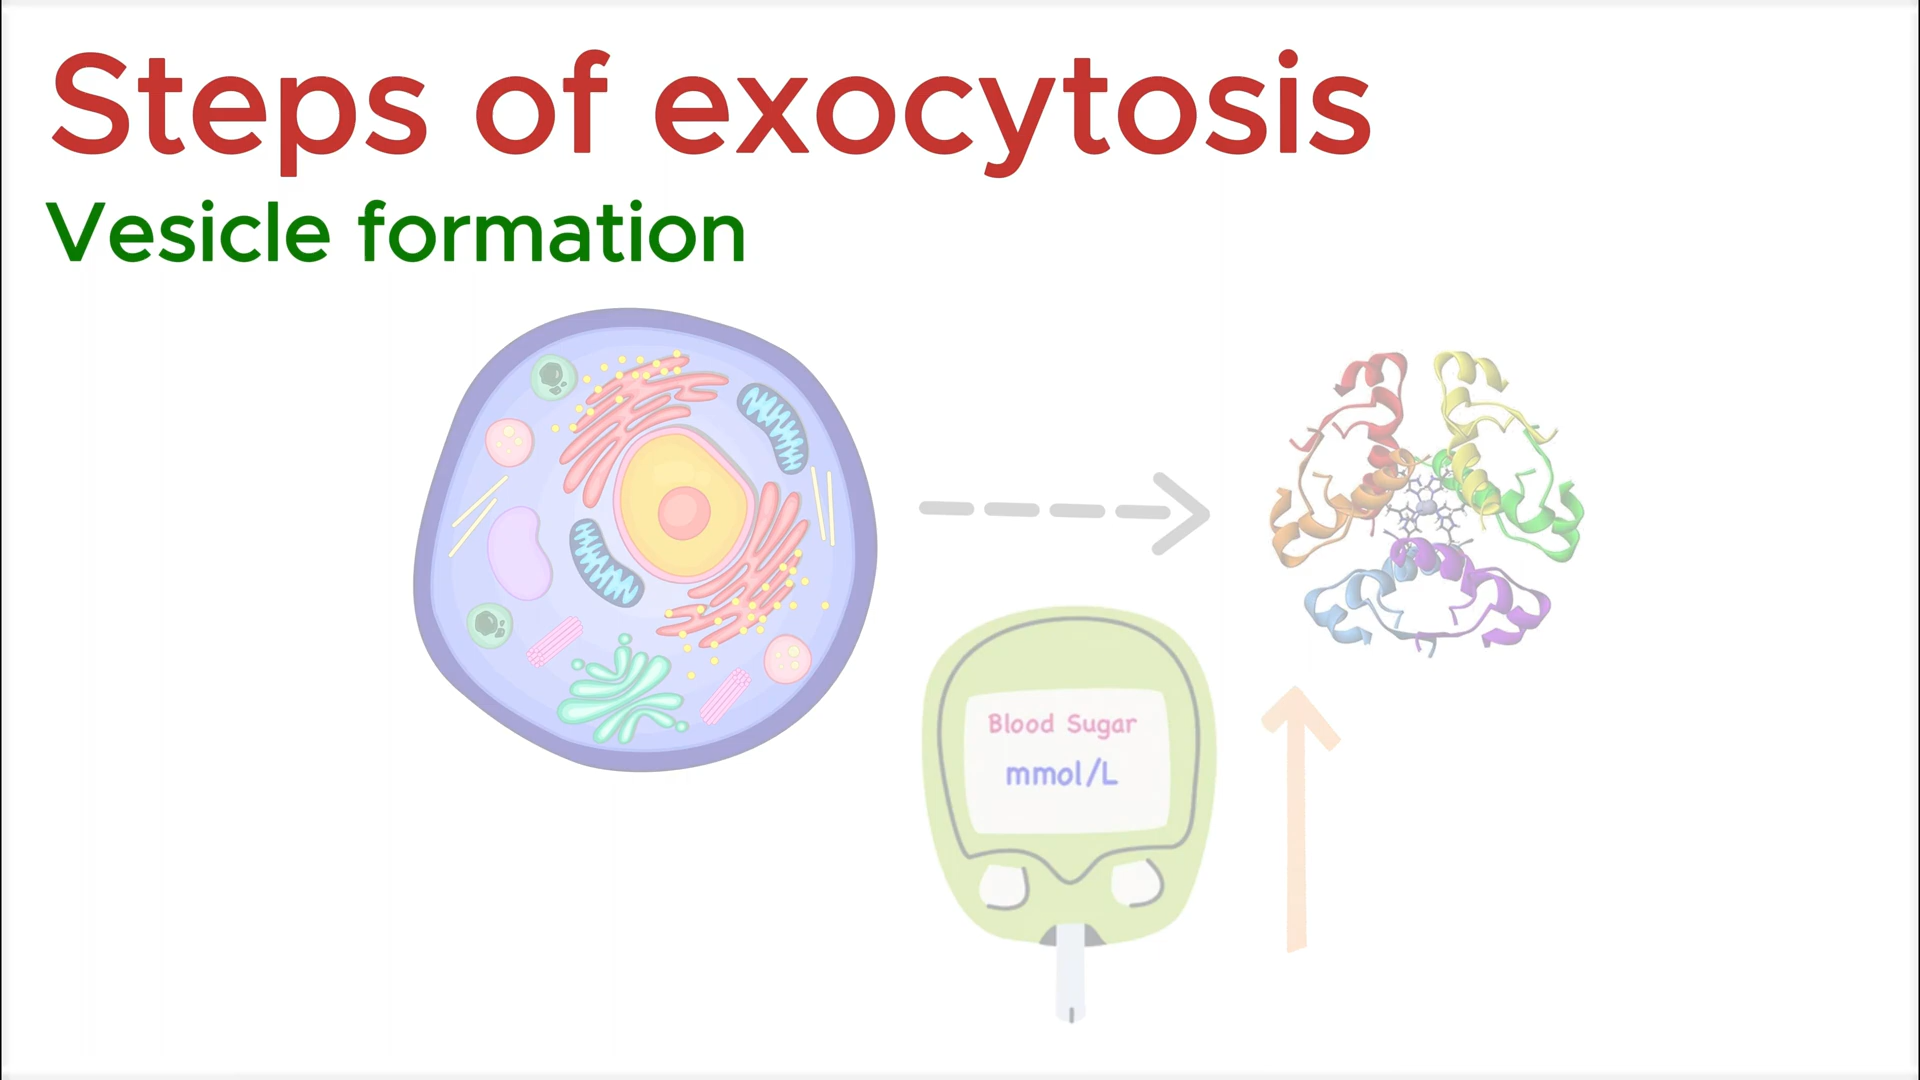 Steps of exocytosis
Vesicle formation
Blood Sugar
mmol/L